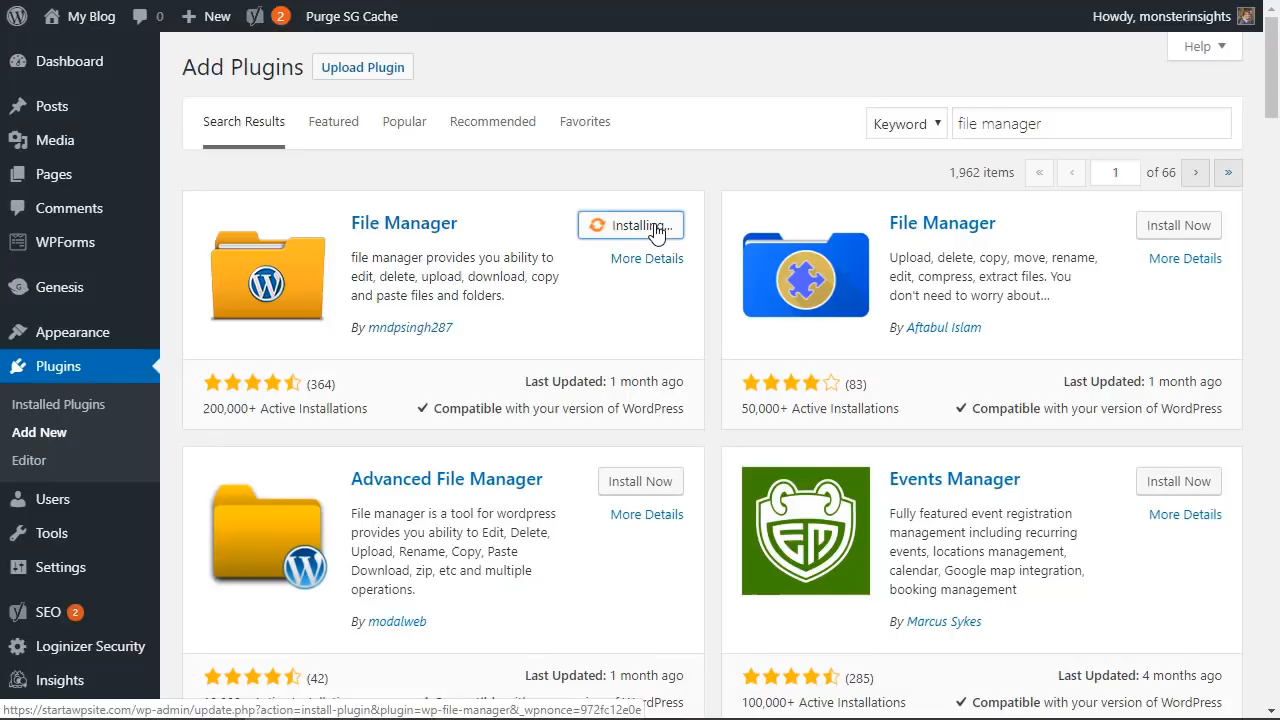 My Blog 0 New 2 Purge SG Cache Howdy, monsterinsights
Help ▼
Dashboard
Posts
Media
Pages
Comments
WPForms
Genesis
Appearance
Plugins
Installed Plugins
Add New
Editor
Users
Tools
Settings
SEO 2
Loginizer Security
Insights
Add Plugins Upload Plugin
Search Results Featured Popular Recommended Favorites Keyword ▼ file manager
1,962 items « ‹ 1 of 66 › »
File Manager
Installing...
More Details
file manager provides you ability to
edit, delete, upload, download, copy
and paste files and folders.
By mndpsingh287
(364)
200,000+ Active Installations
Last Updated: 1 month ago
Compatible with your version of WordPress
File Manager
Install Now
More Details
Upload, delete, copy, move, rename,
edit, compress, extract files. You
don't need to worry about...
By Aftabul Islam
(83)
50,000+ Active Installations
Last Updated: 1 month ago
Compatible with your version of WordPress
Advanced File Manager
Install Now
More Details
File manager is a tool for wordpress
provides you ability to Edit, Delete,
Upload, Rename, Copy, Paste
Download, zip, etc and multiple
operations.
By modalweb
(42)
Last Updated: 1 month ago
Events Manager
Install Now
More Details
EM
Fully featured event registration
management including recurring
events, locations management,
calendar, Google map integration,
booking management
By Marcus Sykes
(285)
100,000+ Active Installations
Last Updated: 4 months ago
Compatible with your version of WordPress
https://startawpsite.com/wp-admin/update.php?action=install-plugin&plugin=wp-file-manager&_wpnonce=972fc12e0e